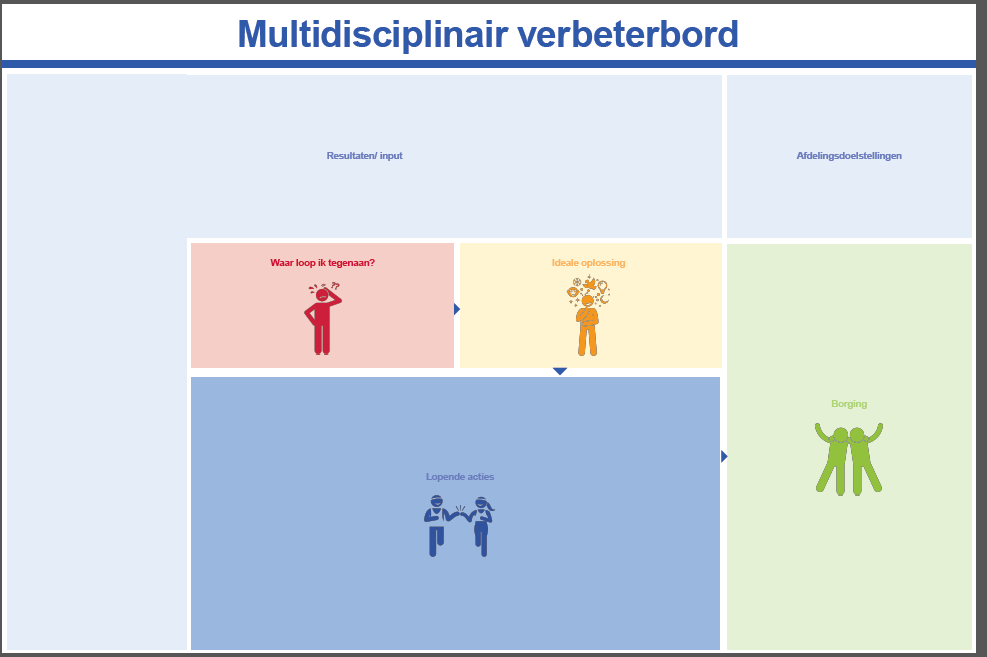 Multidisciplinair verbeterbord
Resultaten/ input
Afdelingsdoelstellingen
Waar loop ik tegenaan?
Ideale oplossing
??
Borging
Lopende acties